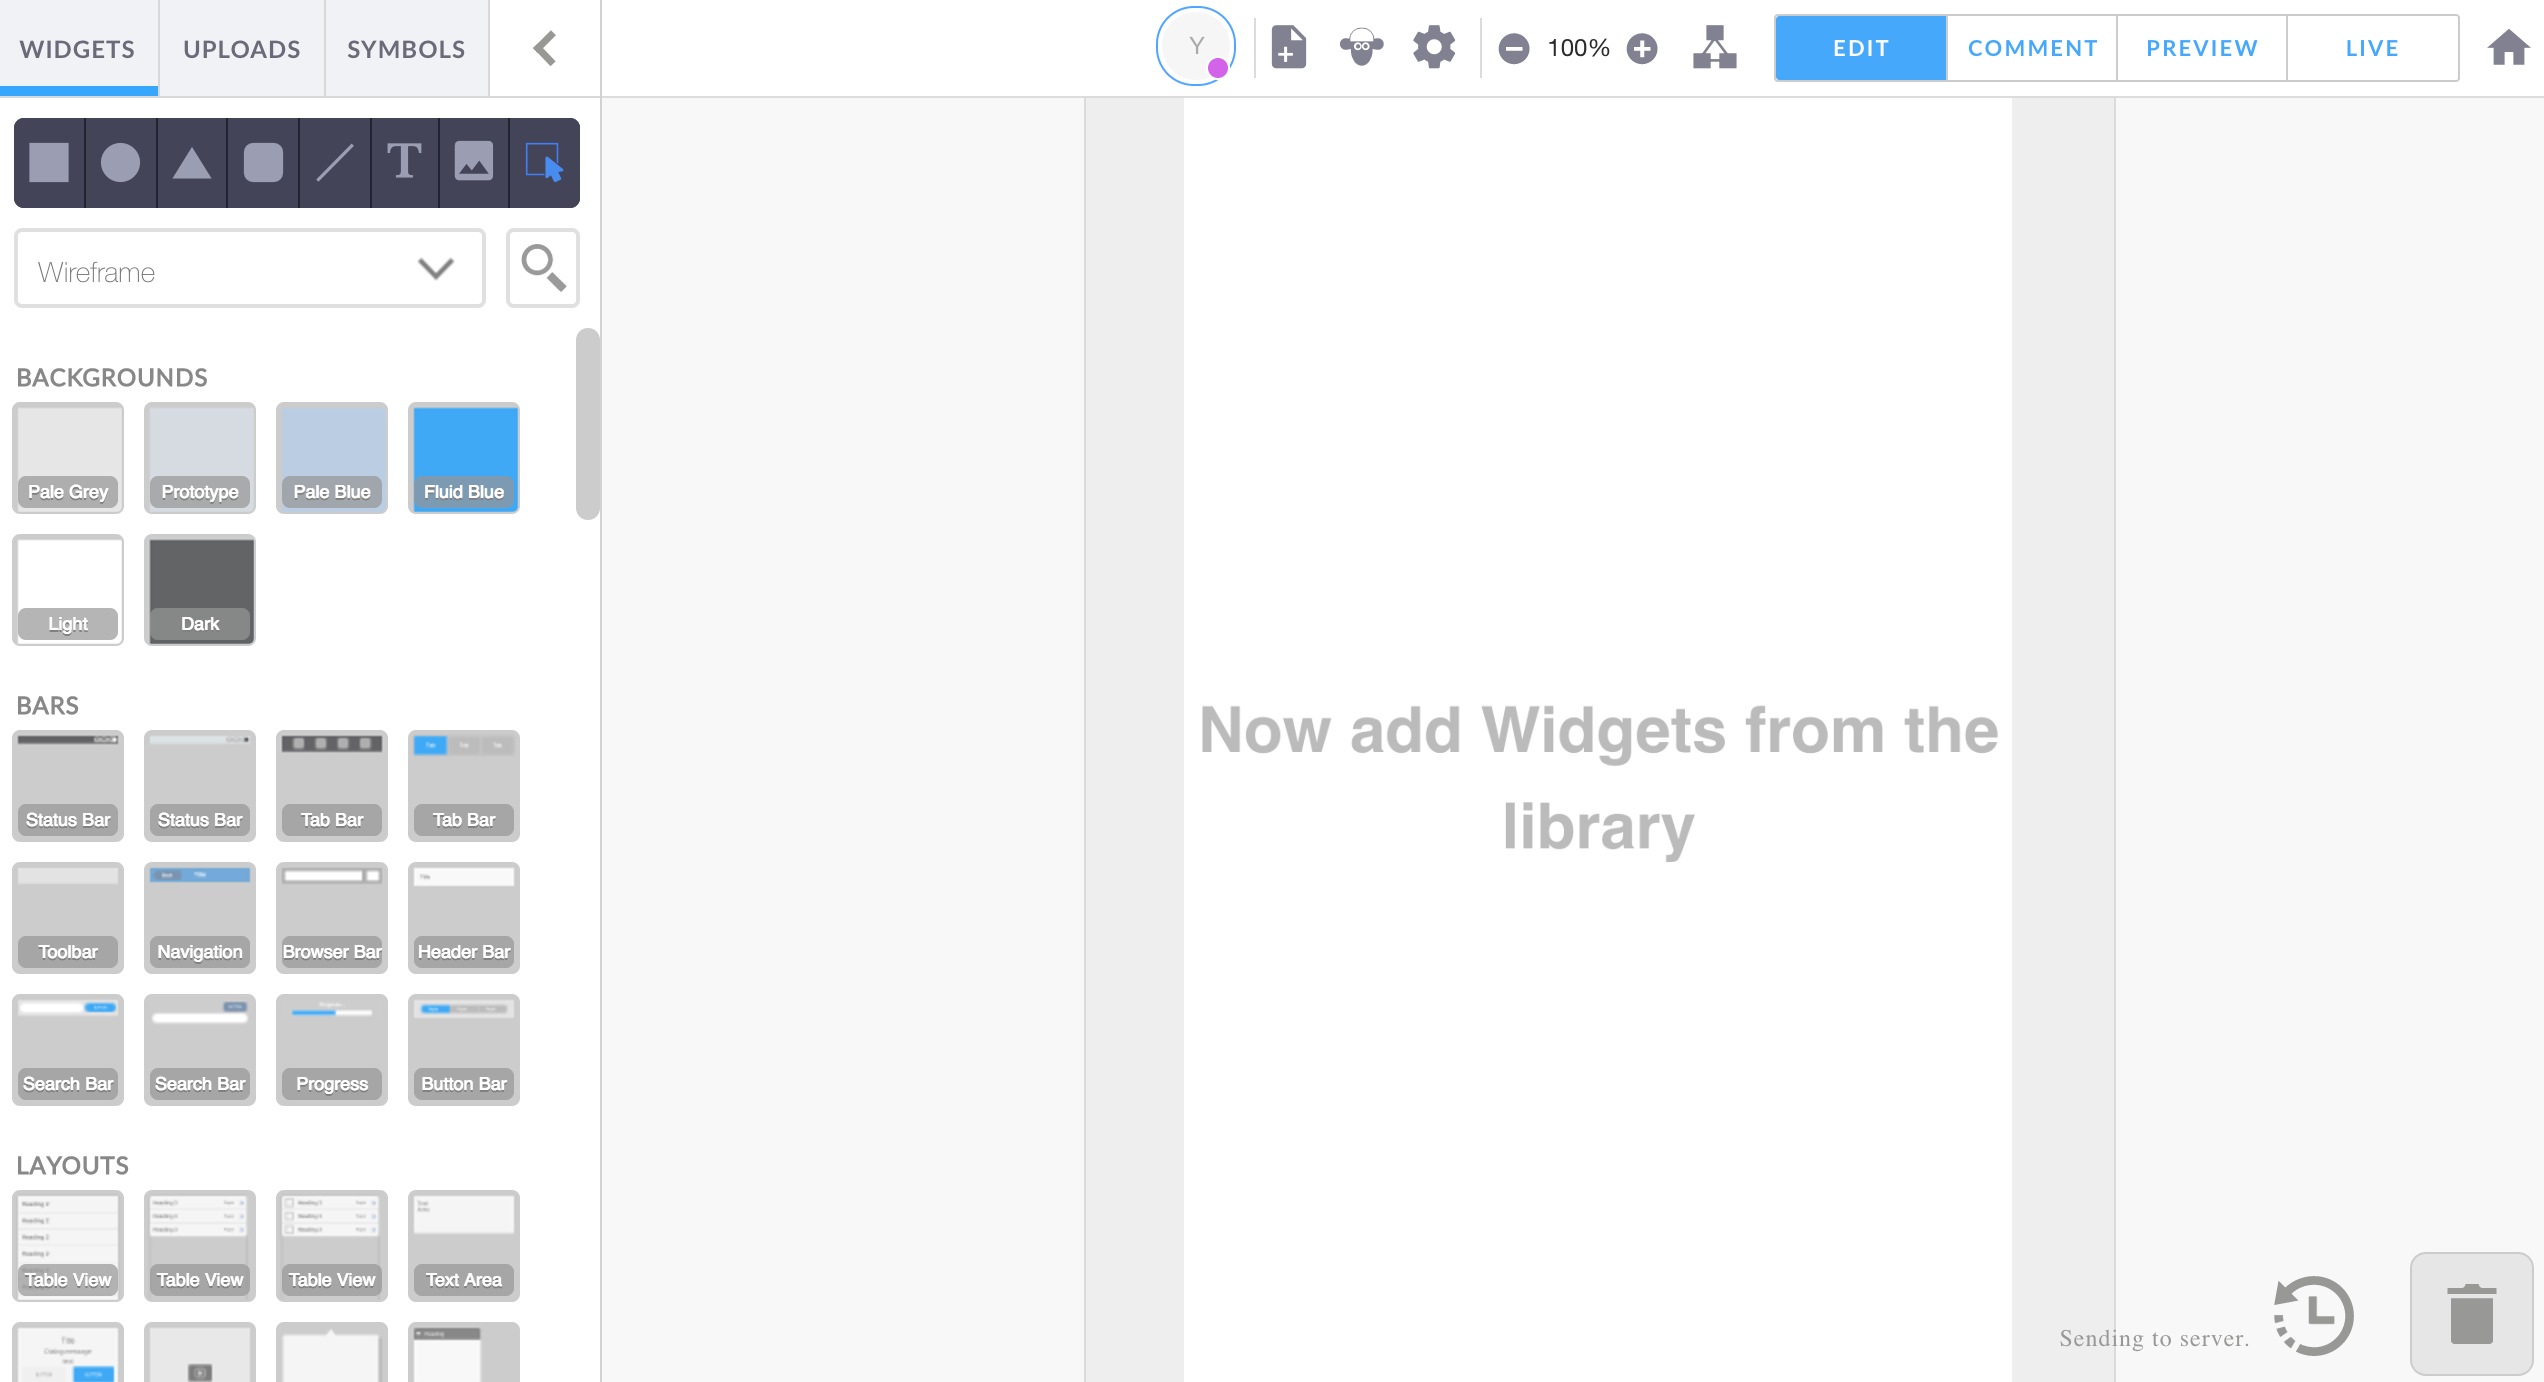 WIDGETS
UPLOADS
SYMBOLS
Y
100%
EDIT
COMMENT
PREVIEW
LIVE
T
Wireframe
BACKGROUNDS
Pale Grey
Prototype
Pale Blue
Fluid Blue
Light
Dark
BARS
Status Bar
Status Bar
Tab Bar
Tab Bar
Toolbar
Navigation
Browser Bar
Header Bar
Search Bar
Search Bar
Progress
Button Bar
LAYOUTS
Table View
Table View
Table View
Text Area
Now add Widgets from the
library
Sending to server.